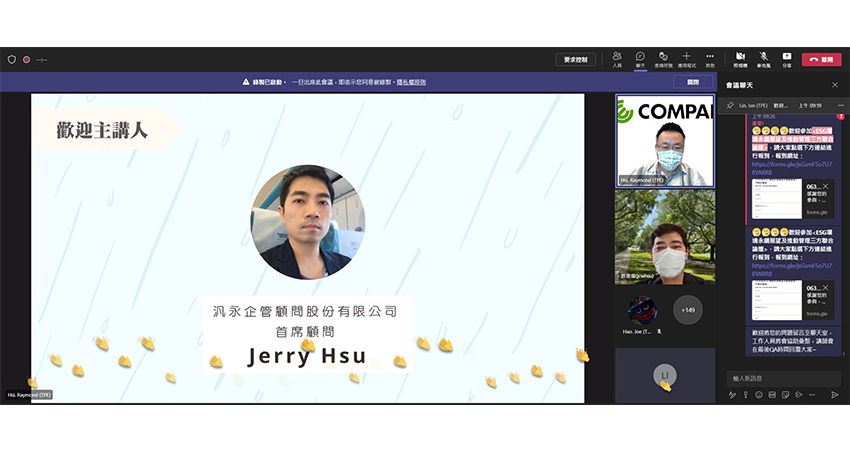 要求控制
人員
聊天
表情符號
應用程式
其他
照相機
麥克風
分享
離開
錄製已啟動。 一旦出席此會議，即表示您同意被錄製。隱私權原則
關閉
歡迎主講人
汎永企管顧問股份有限公司
首席顧問
Jerry Hsu
Hsi, Raymond (TPE)
COMPAI
Hsi, Raymond (TPE)
Hao, Joe (T...
+149
LI
會議聊天
Lin, Ian (TPE) 歡迎... 上午 09:19
上午 09:26
歡迎參加<ESG環
境永續展望及推動管理三方聯合
論壇>，請大家點選下方連結進
行報到，報到網址：
https://forms.gle/jsGsmF5o7U7
8YARR8
063...
感謝您的
參與，...
forms.gle
歡迎參加<ESG環
境永續展望及推動管理三方聯合
論壇>，請大家點選下方連結進
行報到，報到網址：
https://forms.gle/jsGsmF5o7U7
8YARR8
063...
感謝您的
參與，...
forms.gle
歡迎將您的問題留言至聊天室，
工作人員將會協助彙整，講師會
在最後QA時間回覆大家~
輸入新訊息